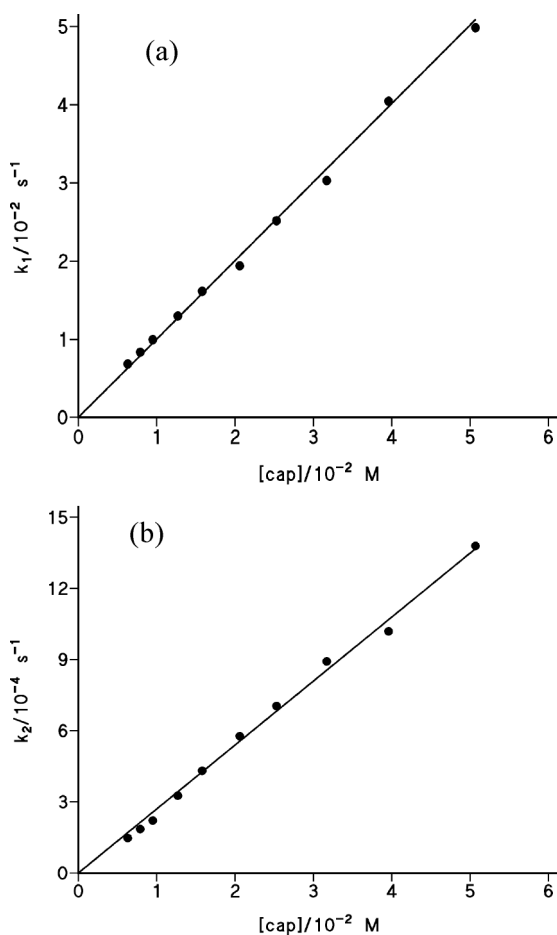 (a)
5
4
3
2
1
0
k₁/10⁻² s⁻¹
0 1 2 3 4 5 6
[cap]/10⁻² M
(b)
15
12
9
6
3
0
k₂/10⁻⁴ s⁻¹
0 1 2 3 4 5 6
[cap]/10⁻² M